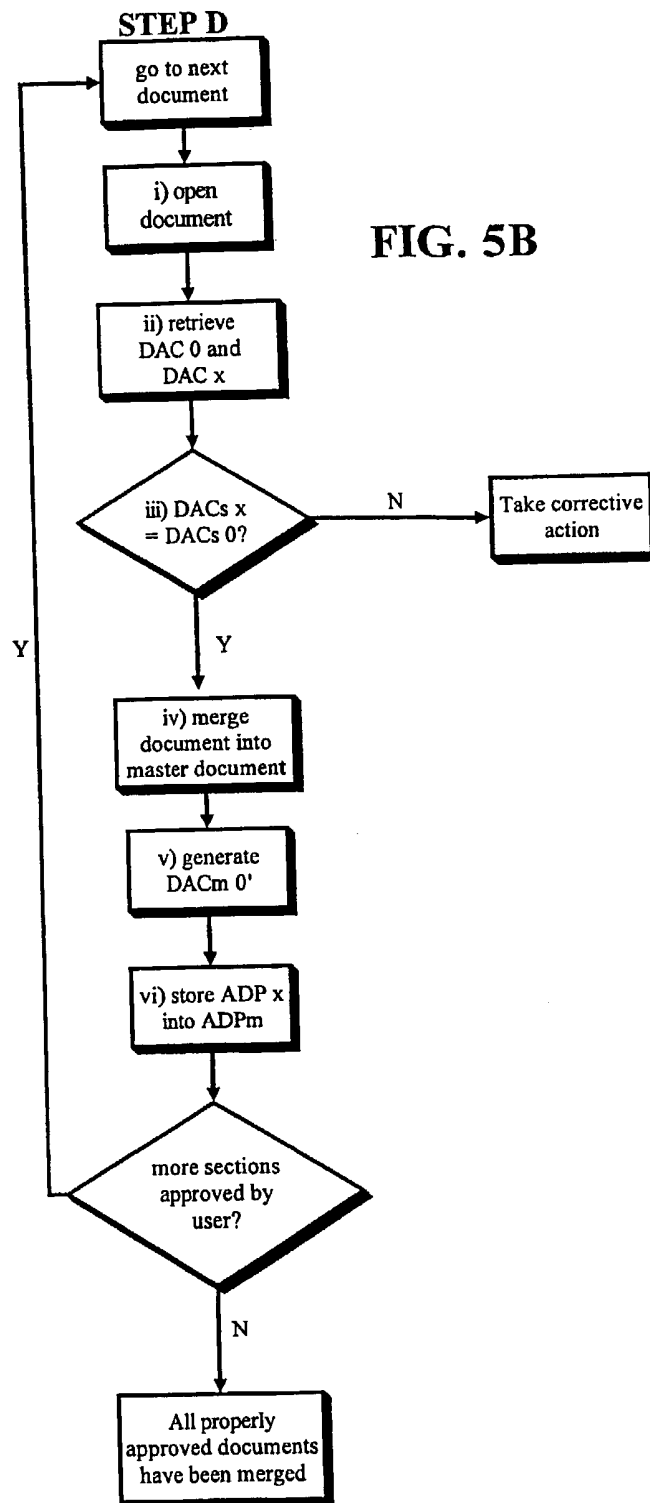 STEP D
go to next
document
i) open
document
FIG. 5B
ii) retrieve
DAC 0 and
DAC x
iii) DACs x
= DACs 0?
N
Take corrective
action
Y
Y
iv) merge
document into
master document
v) generate
DACm 0'
vi) store ADP x
into ADPm
more sections
approved by
user?
N
All properly
approved documents
have been merged